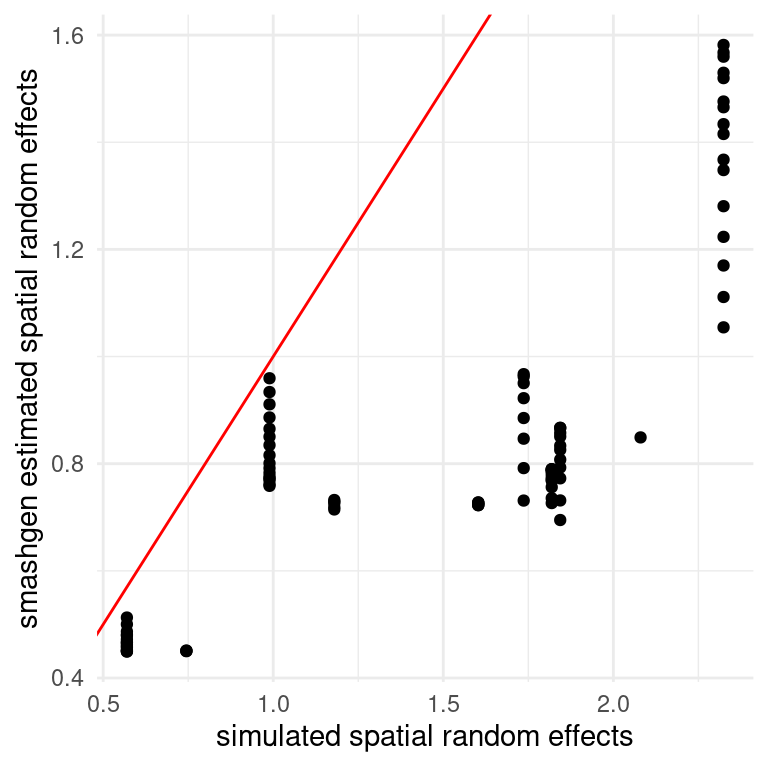 smashgen estimated spatial random effects
1.6
1.2
0.8
0.4
0.5 1.0 1.5 2.0
simulated spatial random effects